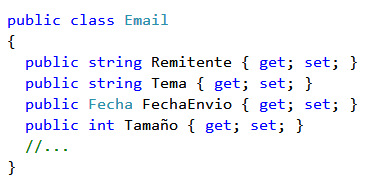 public class Email
{
public string Remitente { get; set; }
public string Tema { get; set; }
public Fecha FechaEnvio { get; set; }
public int Tamaño { get; set; }
//...
}